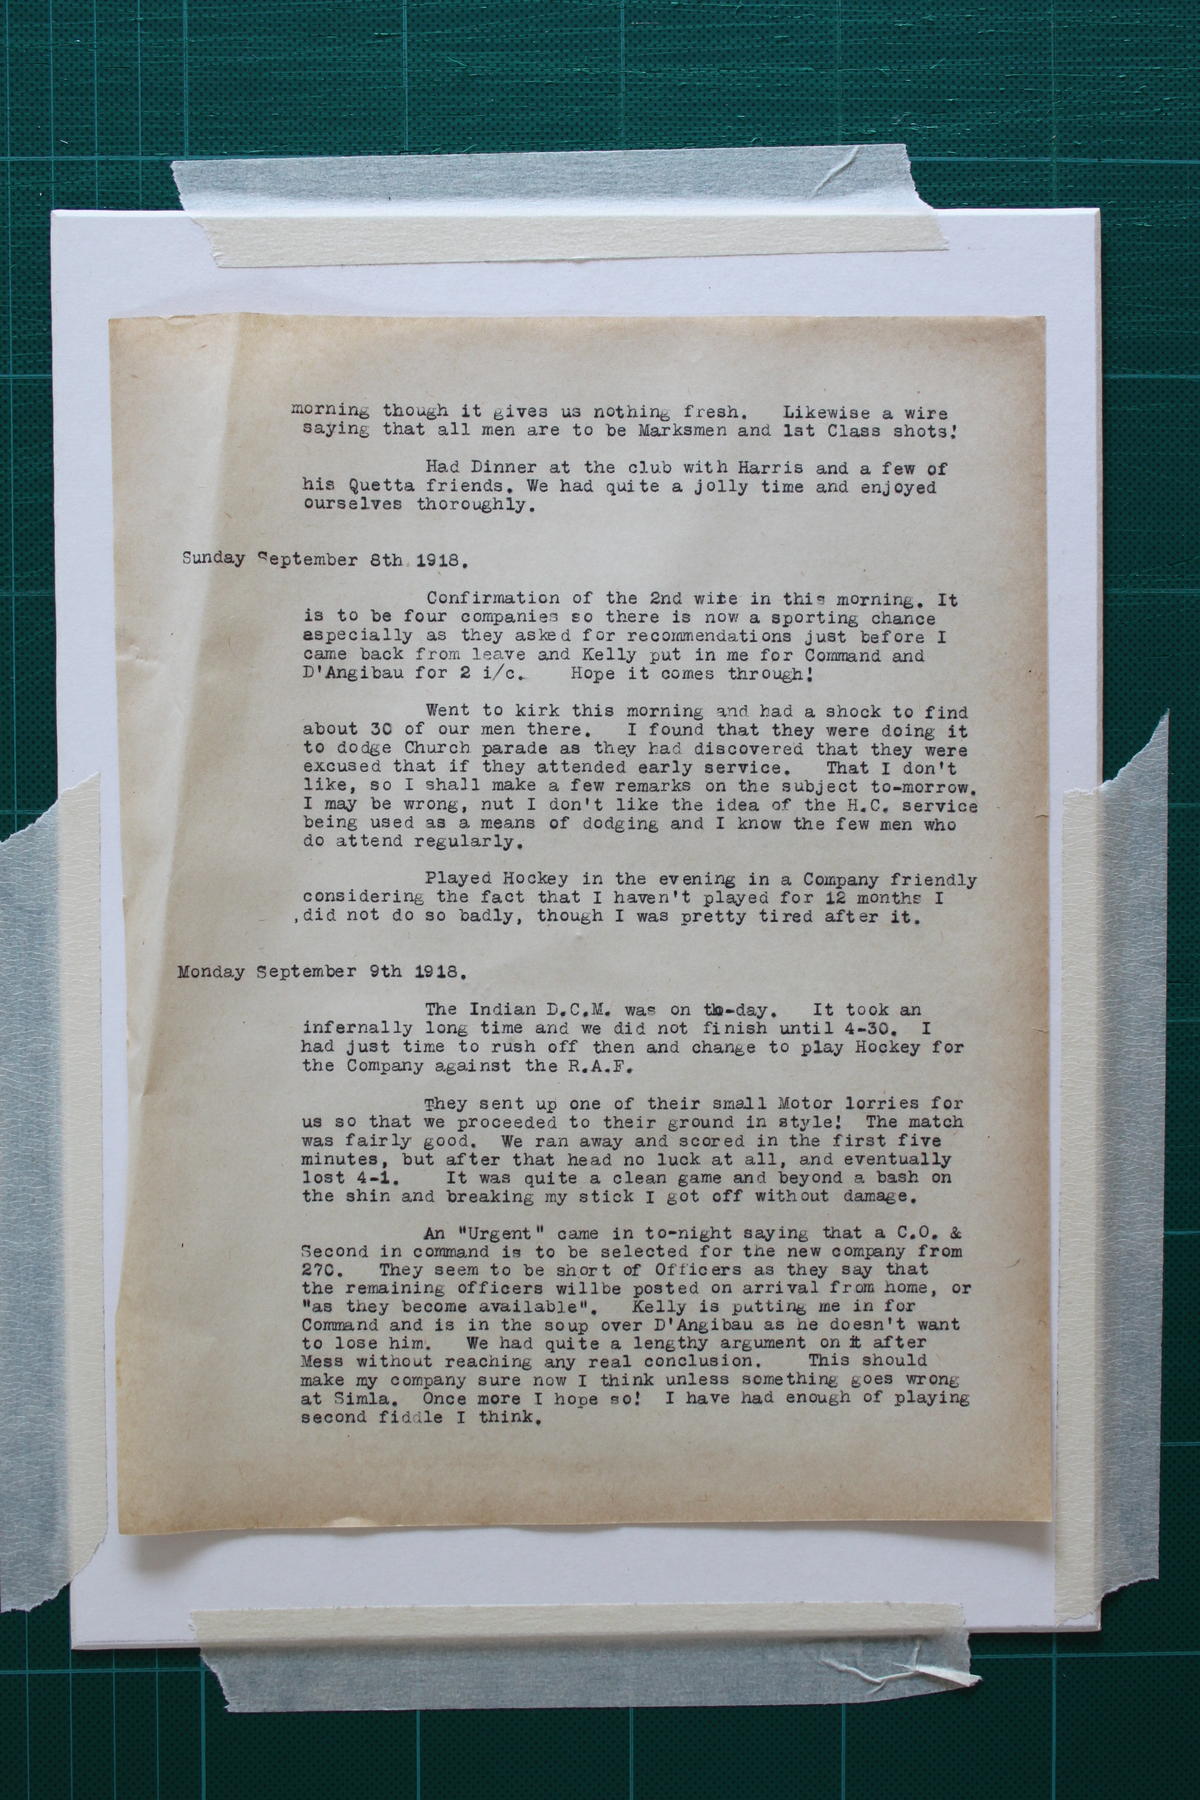 morning though it gives us nothing fresh. Likewise a wire
saying that all men are to be Marksmen and 1st Class shots!
Had Dinner at the club with Harris and a few of
his Quetta friends. We had quite a jolly time and enjoyed
ourselves thoroughly.
Sunday September 8th 1918.
Confirmation of the 2nd wire in this morning. It
is to be four companies so there is now a sporting chance
aspecially as they asked for recommendations just before I
came back from leave and Kelly put in me for Command and
D'Angibau for 2 i/c. Hope it comes through!
Went to kirk this morning and had a shock to find
about 30 of our men there. I found that they were doing it
to dodge Church parade as they had discovered that they were
excused that if they attended early service. That I don't
like, so I shall make a few remarks on the subject to-morrow.
I may be wrong, nut I don't like the idea of the H.C. service
being used as a means of dodging and I know the few men who
do attend regularly.
Played Hockey in the evening in a Company friendly
considering the fact that I haven't played for 12 months I
,did not do so badly, though I was pretty tired after it.
Monday September 9th 1918.
The Indian D.C.M. was on to-day. It took an
infernally long time and we did not finish until 4-30. I
had just time to rush off then and change to play Hockey for
the Company against the R.A.F.
They sent up one of their small Motor lorries for
us so that we proceeded to their ground in style! The match
was fairly good. We ran away and scored in the first five
minutes, but after that head no luck at all, and eventually
lost 4-1. It was quite a clean game and beyond a bash on
the shin and breaking my stick I got off without damage.
An "Urgent" came in to-night saying that a C.O. &
Second in command is to be selected for the new company from
270. They seem to be short of Officers as they say that
the remaining officers willbe posted on arrival from home, or
"as they become available". Kelly is putting me in for
Command and is in the soup over D'Angibau as he doesn't want
to lose him. We had quite a lengthy argument on it after
Mess without reaching any real conclusion. This should
make my company sure now I think unless something goes wrong
at Simla. Once more I hope so! I have had enough of playing
second fiddle I think.